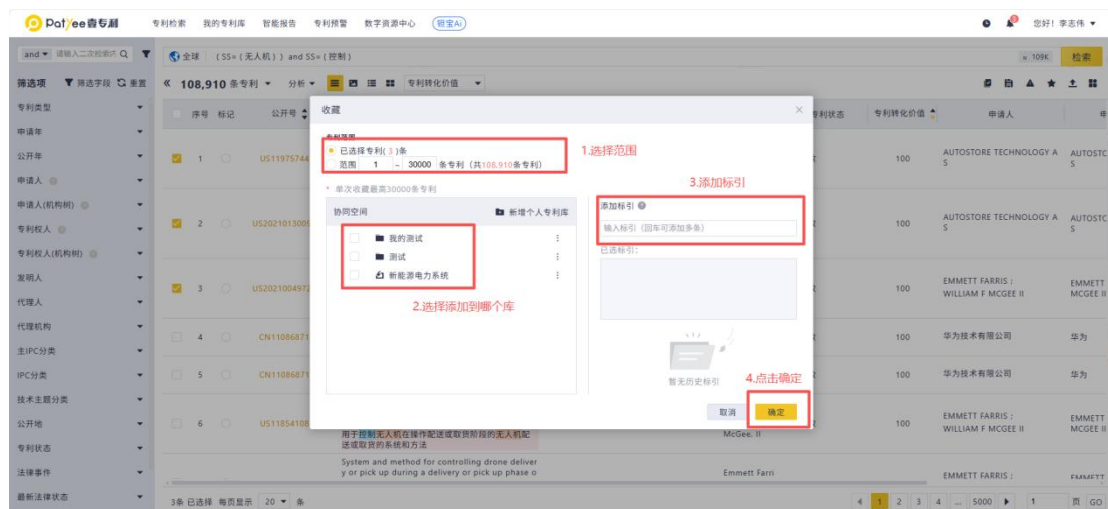 Patyee壹专利 专利检索 我的专利库 智能报告 专利预警 数字资源中心 钽宝AI 您好！李志伟
and 请输入二次检索内 全球 (SS=(无人机)) and SS=(控制) 109K 检索
筛选项 筛选字段 重置 108,910 条专利 分析 专利转化价值
专利类型
申请年
公开年
申请人
申请人(机构树)
专利权人
专利权人(机构树)
发明人
代理人
代理机构
主IPC分类
IPC分类
技术主题分类
公开地
专利状态
法律事件
最新法律状态
序号 标记 公开号 专利状态 专利转化价值 申请人
1 US11975744 100 AUTOSTORE TECHNOLOGY A
S AUTOSTC
S
2 US2021013009 100 AUTOSTORE TECHNOLOGY A
S AUTOSTC
S
3 US2021004972 100 EMMETT FARRIS ;
WILLIAM F MCGEE II EMMETT
MCGEE II
4 CN11086871 100 华为技术有限公司 华为
5 CN11086871 100 华为技术有限公司 华为
6 US11854108 100 EMMETT FARRIS ;
WILLIAM F MCGEE II EMMETT
MCGEE II
用于控制无人机在操作配送或取货阶段的无人机配
送或取货的系统和方法
McGee. II
System and method for controlling drone deliver
y or pick up during a delivery or pick up phase o
Emmett Farri
EMMETT FARRIS ;
EMMETT
收藏
专利范围
已选择专利( 3 )条
范围 1 ~ 30000 条专利（共108,910条专利）
1.选择范围
* 单次收藏最高30000条专利
协同空间 新增个人专利库
我的测试
测试
新能源电力系统
2.选择添加到哪个库
3.添加标引
添加标引
输入标引（回车可添加多条）
已选标引:
暂无历史标引
4.点击确定
取消 确定
3条 已选择 每页显示 20 条 1 2 3 4 ... 5000 1 页 GO